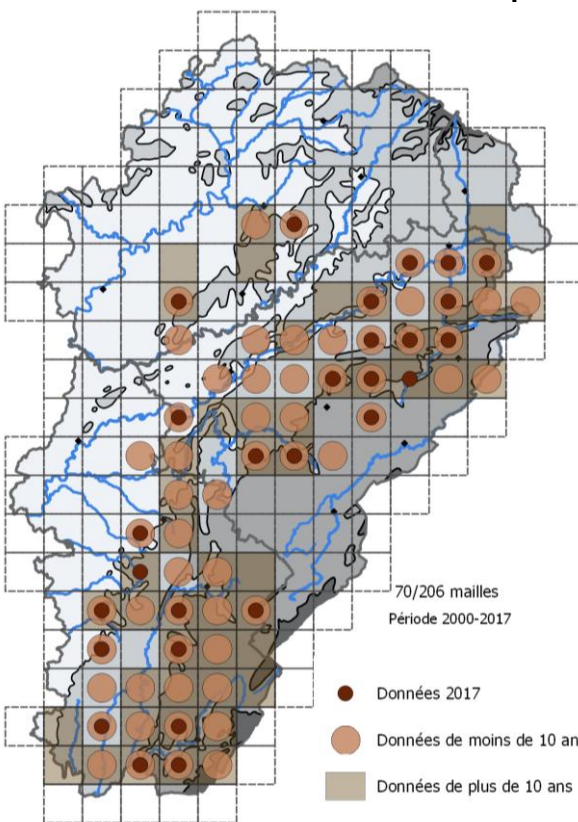 70/206 mailles
Période 2000-2017
Données 2017
Données de moins de 10 an
Données de plus de 10 ans